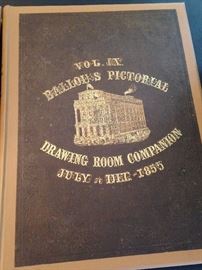 VOL. IX.
BALLOU'S PICTORIAL
DRAWING ROOM COMPANION
JULY to DEC.-1855